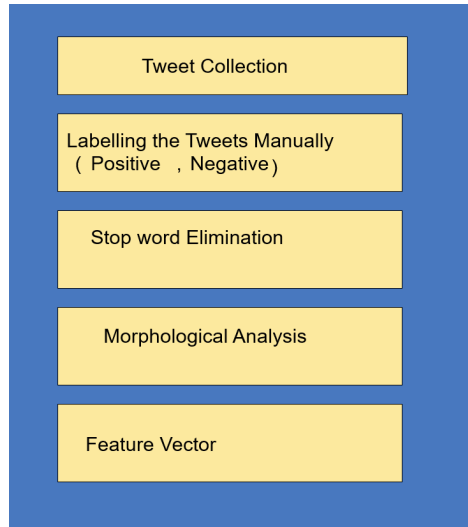 Tweet Collection
Labelling the Tweets Manually
( Positive , Negative)
Stop word Elimination
Morphological Analysis
Feature Vector